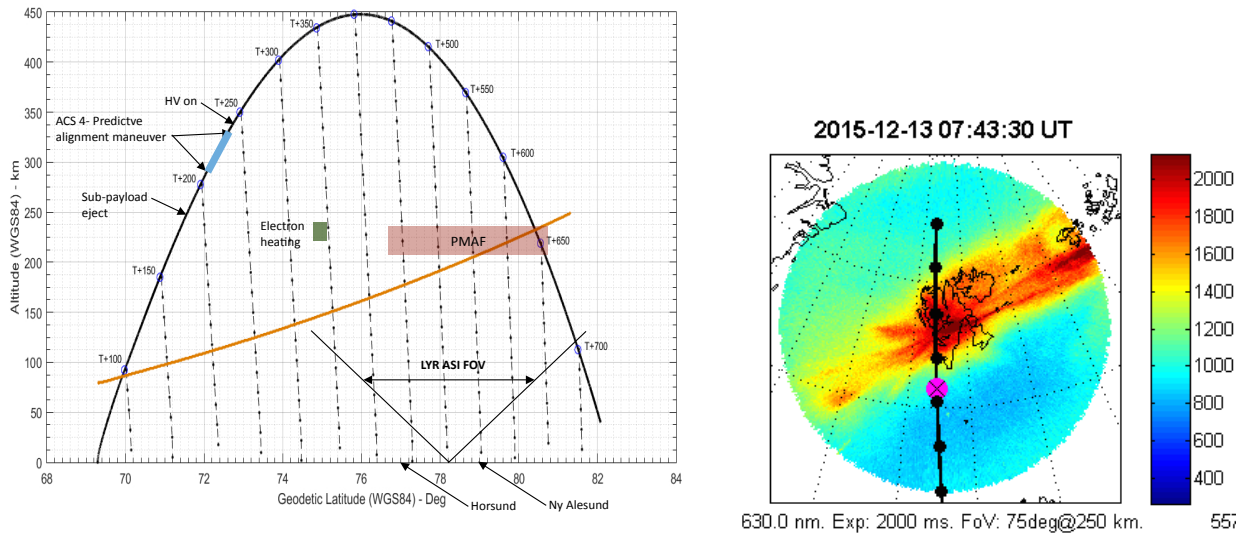 450
400
350
300
250
200
150
100
50
0
Altitude (WGS84) - km
T+350
T+300
T+500
T+250
T+550
T+200
T+600
T+150
T+650
T+100
T+700
HV on
ACS 4- Predictve
alignment maneuver
Sub-payload
eject
Electron
heating
PMAF
LYR ASI FOV
68
70
72
74
76
78
80
82
84
Geodetic Latitude (WGS84) - Deg
Horsund
Ny Alesund
2015-12-13 07:43:30 UT
2000
1800
1600
1400
1200
1000
800
600
400
630.0 nm. Exp: 2000 ms. FoV: 75deg@250 km.
557